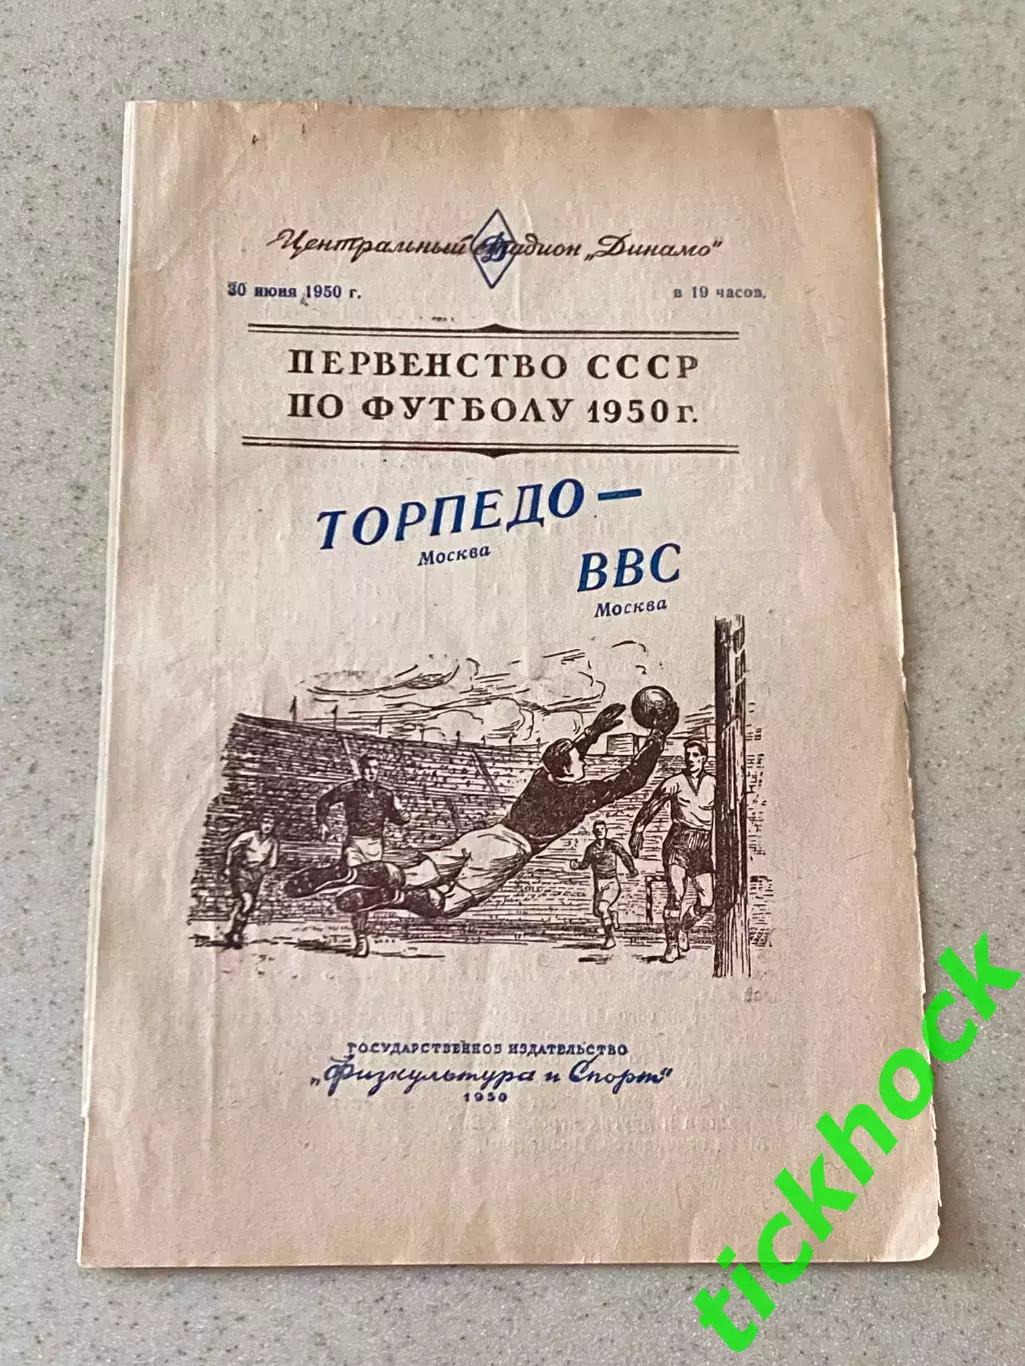 Центральный стадион „Динамо"
30 июня 1950 г.
в 19 часов.
ПЕРВЕНСТВО СССР
ПО ФУТБОЛУ 1950 г.
ТОРПЕДО—
Москва
ВВС
Москва
ГОСУДАРСТВЕННОЕ ИЗДАТЕЛЬСТВО
„Физкультура и Спорт"
1950
tickhock